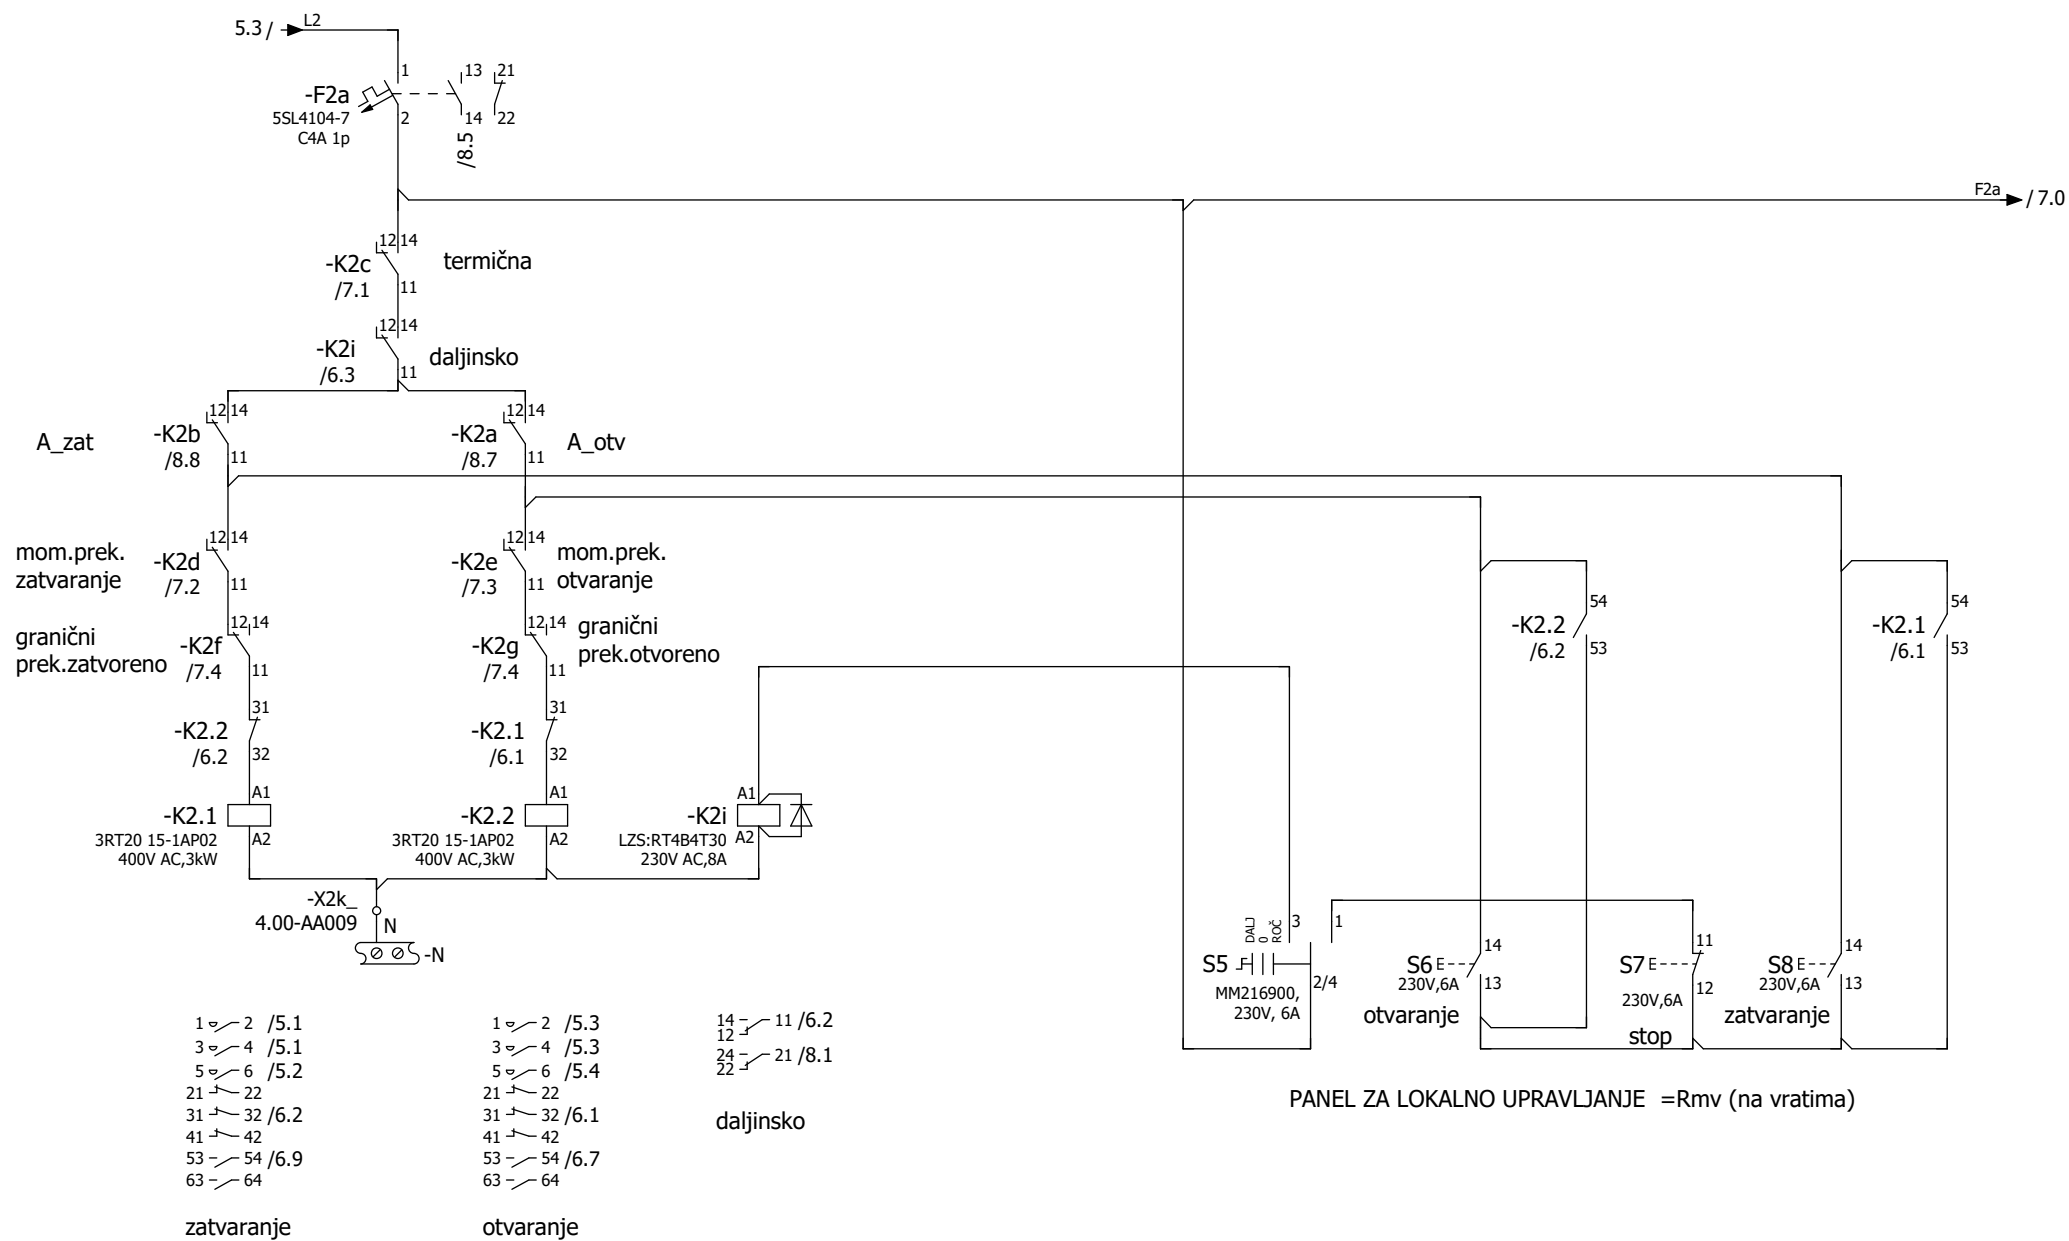 5.3 / L2
-F2a
5SL4104-7
C4A 1p
1
2
13
14
21
22
/8.5
F2a / 7.0
12 14
-K2c
/7.1
11
termična
12 14
-K2i
/6.3
11
daljinsko
A_zat
12 14
-K2b
/8.8
11
12 14
-K2a
/8.7
11
A_otv
mom.prek.
zatvaranje
12 14
-K2d
/7.2
11
12 14
-K2e
/7.3
11
mom.prek.
otvaranje
granični
prek.zatvoreno
12 14
-K2f
/7.4
11
12 14
-K2g
/7.4
11
granični
prek.otvoreno
31
-K2.2
/6.2
32
31
-K2.1
/6.1
32
54
-K2.2
/6.2
53
54
-K2.1
/6.1
53
A1
-K2.1
A2
3RT20 15-1AP02
400V AC,3kW
A1
-K2.2
A2
3RT20 15-1AP02
400V AC,3kW
A1
-K2i
A2
LZS:RT4B4T30
230V AC,8A
-X2k_
4.00-AA009
N
-N
DALJ
0
ROČ
3
1
S5
2/4
MM216900,
230V, 6A
14
S6 E
230V,6A
13
otvaranje
11
S7 E
12
230V,6A
stop
14
S8 E
230V,6A
13
zatvaranje
PANEL ZA LOKALNO UPRAVLJANJE =Rmv (na vratima)
1 2 /5.1
3 4 /5.1
5 6 /5.2
21 22
31 32 /6.2
41 42
53 54 /6.9
63 64
zatvaranje
1 2 /5.3
3 4 /5.3
5 6 /5.4
21 22
31 32 /6.1
41 42
53 54 /6.7
63 64
otvaranje
14 11 /6.2
12
24 21 /8.1
22
daljinsko